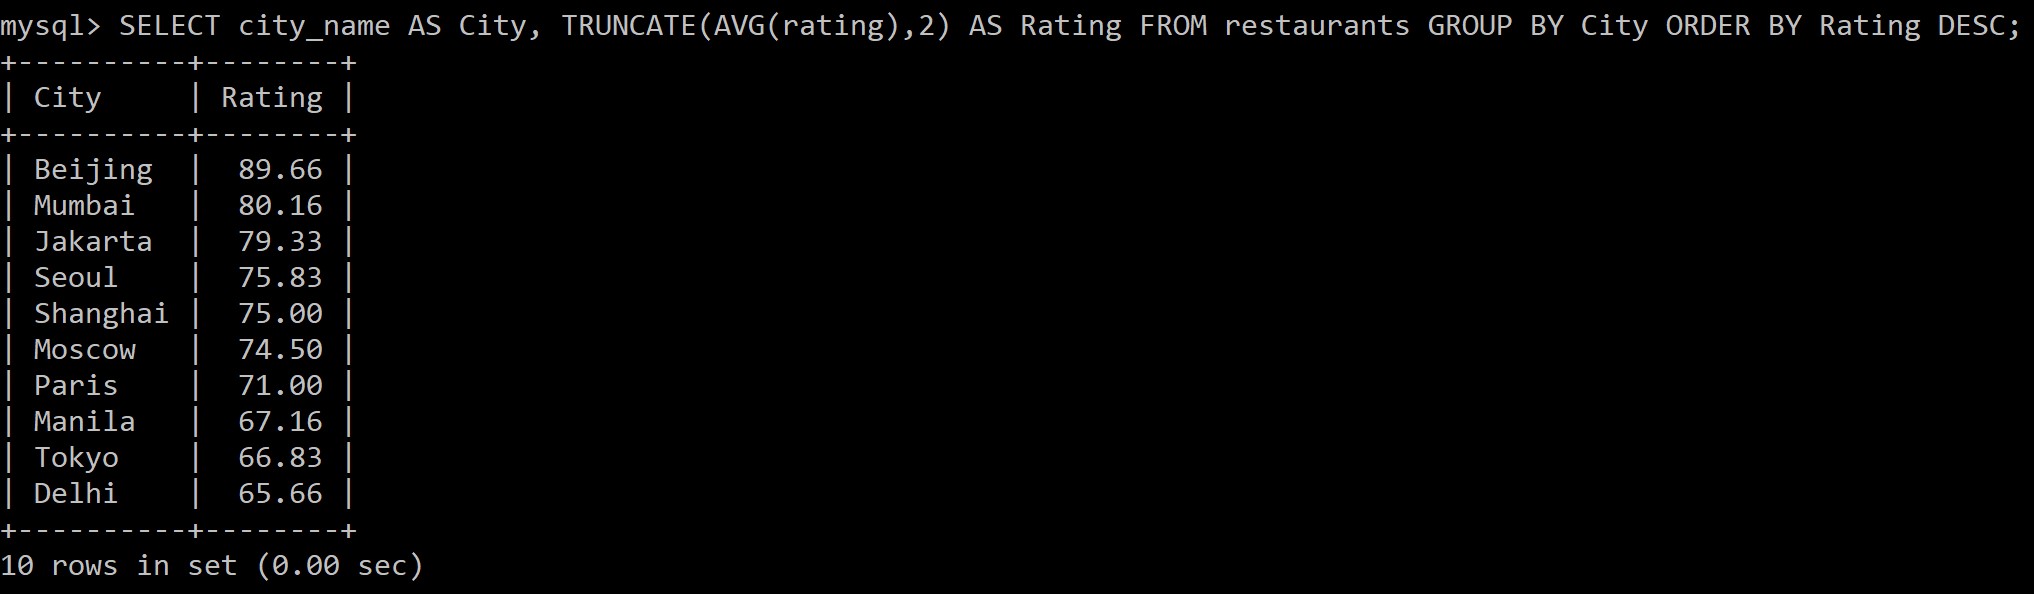 mysql> SELECT city_name AS City, TRUNCATE(AVG(rating),2) AS Rating FROM restaurants GROUP BY City ORDER BY Rating DESC;
+----------+--------+
| City     | Rating |
+----------+--------+
| Beijing  |  89.66 |
| Mumbai   |  80.16 |
| Jakarta  |  79.33 |
| Seoul    |  75.83 |
| Shanghai |  75.00 |
| Moscow   |  74.50 |
| Paris    |  71.00 |
| Manila   |  67.16 |
| Tokyo    |  66.83 |
| Delhi    |  65.66 |
+----------+--------+
10 rows in set (0.00 sec)